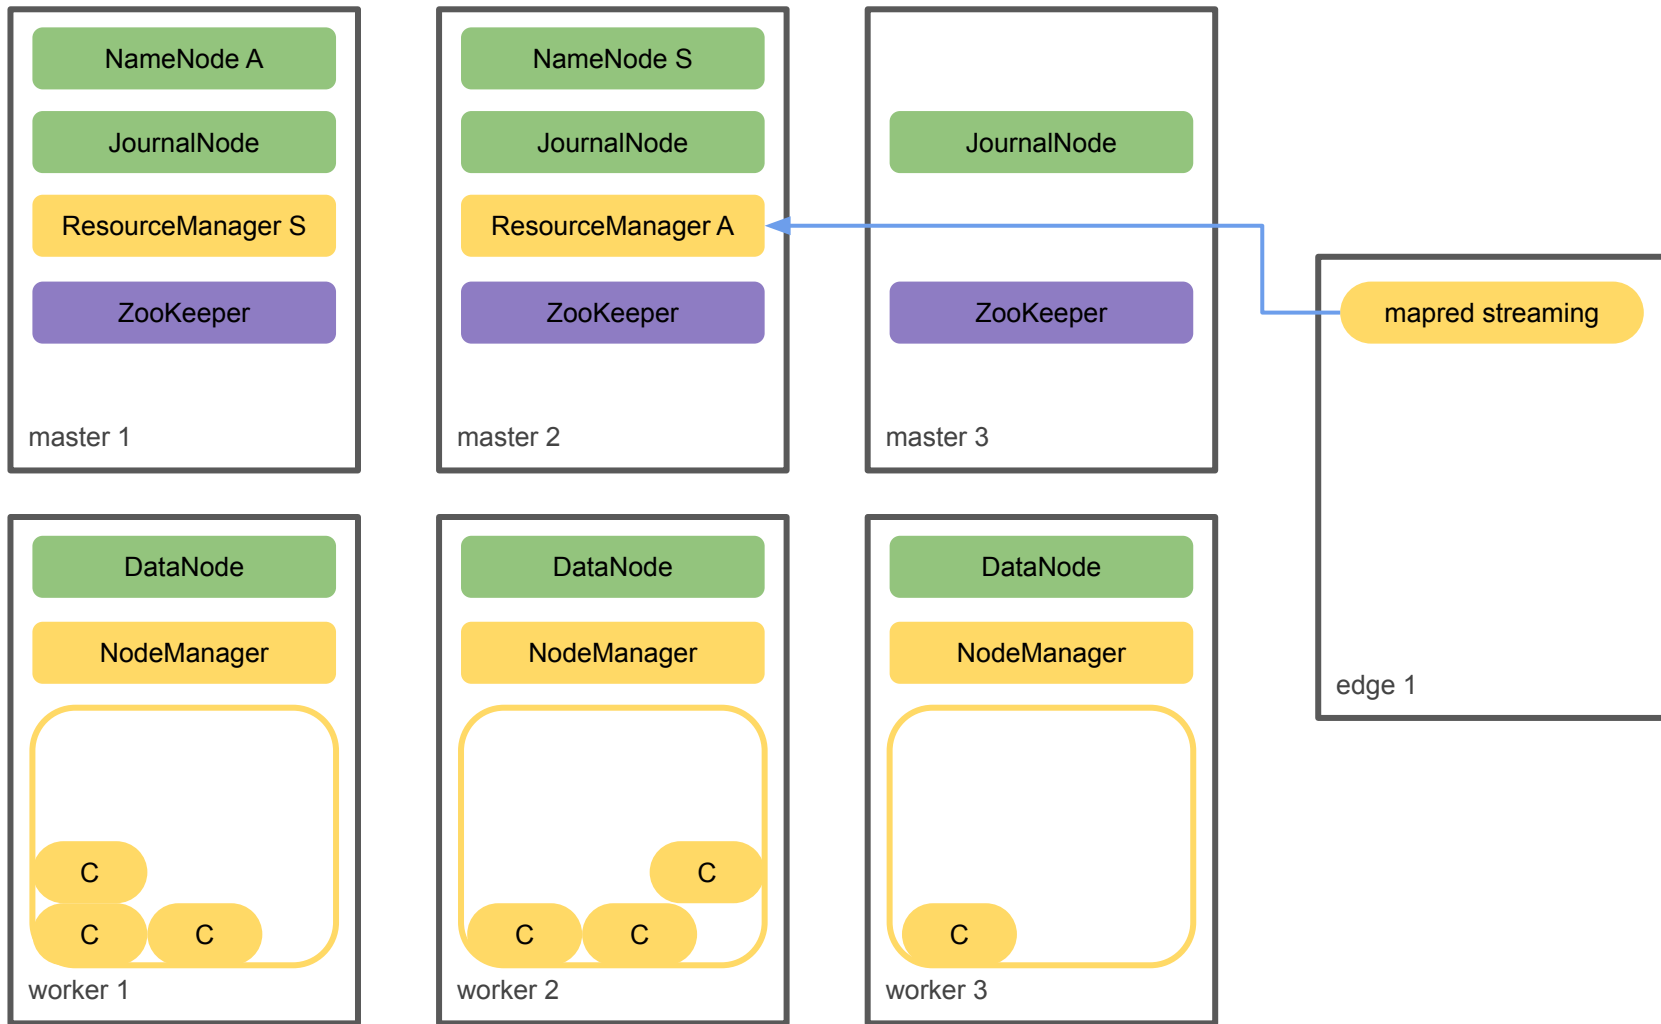 NameNode A
JournalNode
ResourceManager S
ZooKeeper
master 1
NameNode S
JournalNode
ResourceManager A
ZooKeeper
master 2
JournalNode
ZooKeeper
master 3
mapred streaming
edge 1
DataNode
NodeManager
C
C
C
worker 1
DataNode
NodeManager
C
C
C
worker 2
DataNode
NodeManager
C
worker 3